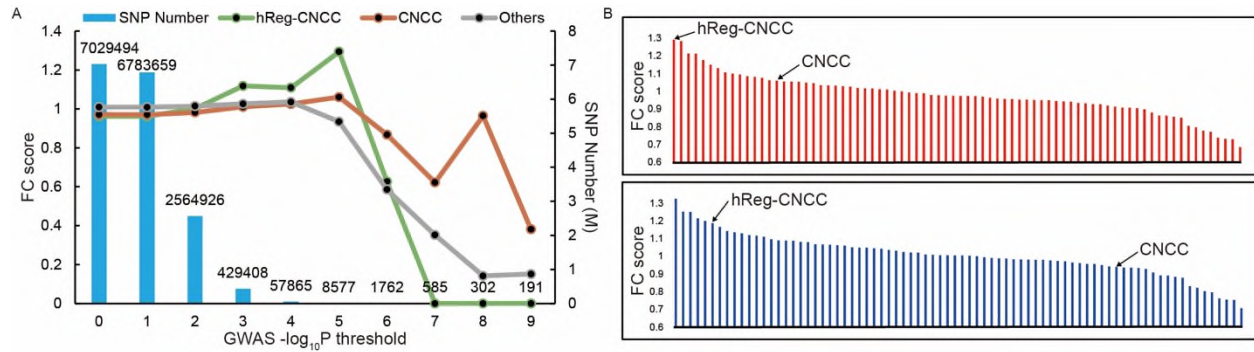 A
SNP Number
hReg-CNCC
CNCC
Others
1.4
1.2
1
0.8
0.6
0.4
0.2
0
FC score
7029494
6783659
2564926
429408
57865
8577
1762
585
302
191
8
7
6
5
4
3
2
1
0
SNP Number (M)
0 1 2 3 4 5 6 7 8 9
GWAS -log₁₀P threshold
B
FC score
1.3
1.2
1.1
1
0.9
0.8
0.7
0.6
hReg-CNCC
CNCC
FC score
1.3
1.2
1.1
1
0.9
0.8
0.7
0.6
hReg-CNCC
CNCC